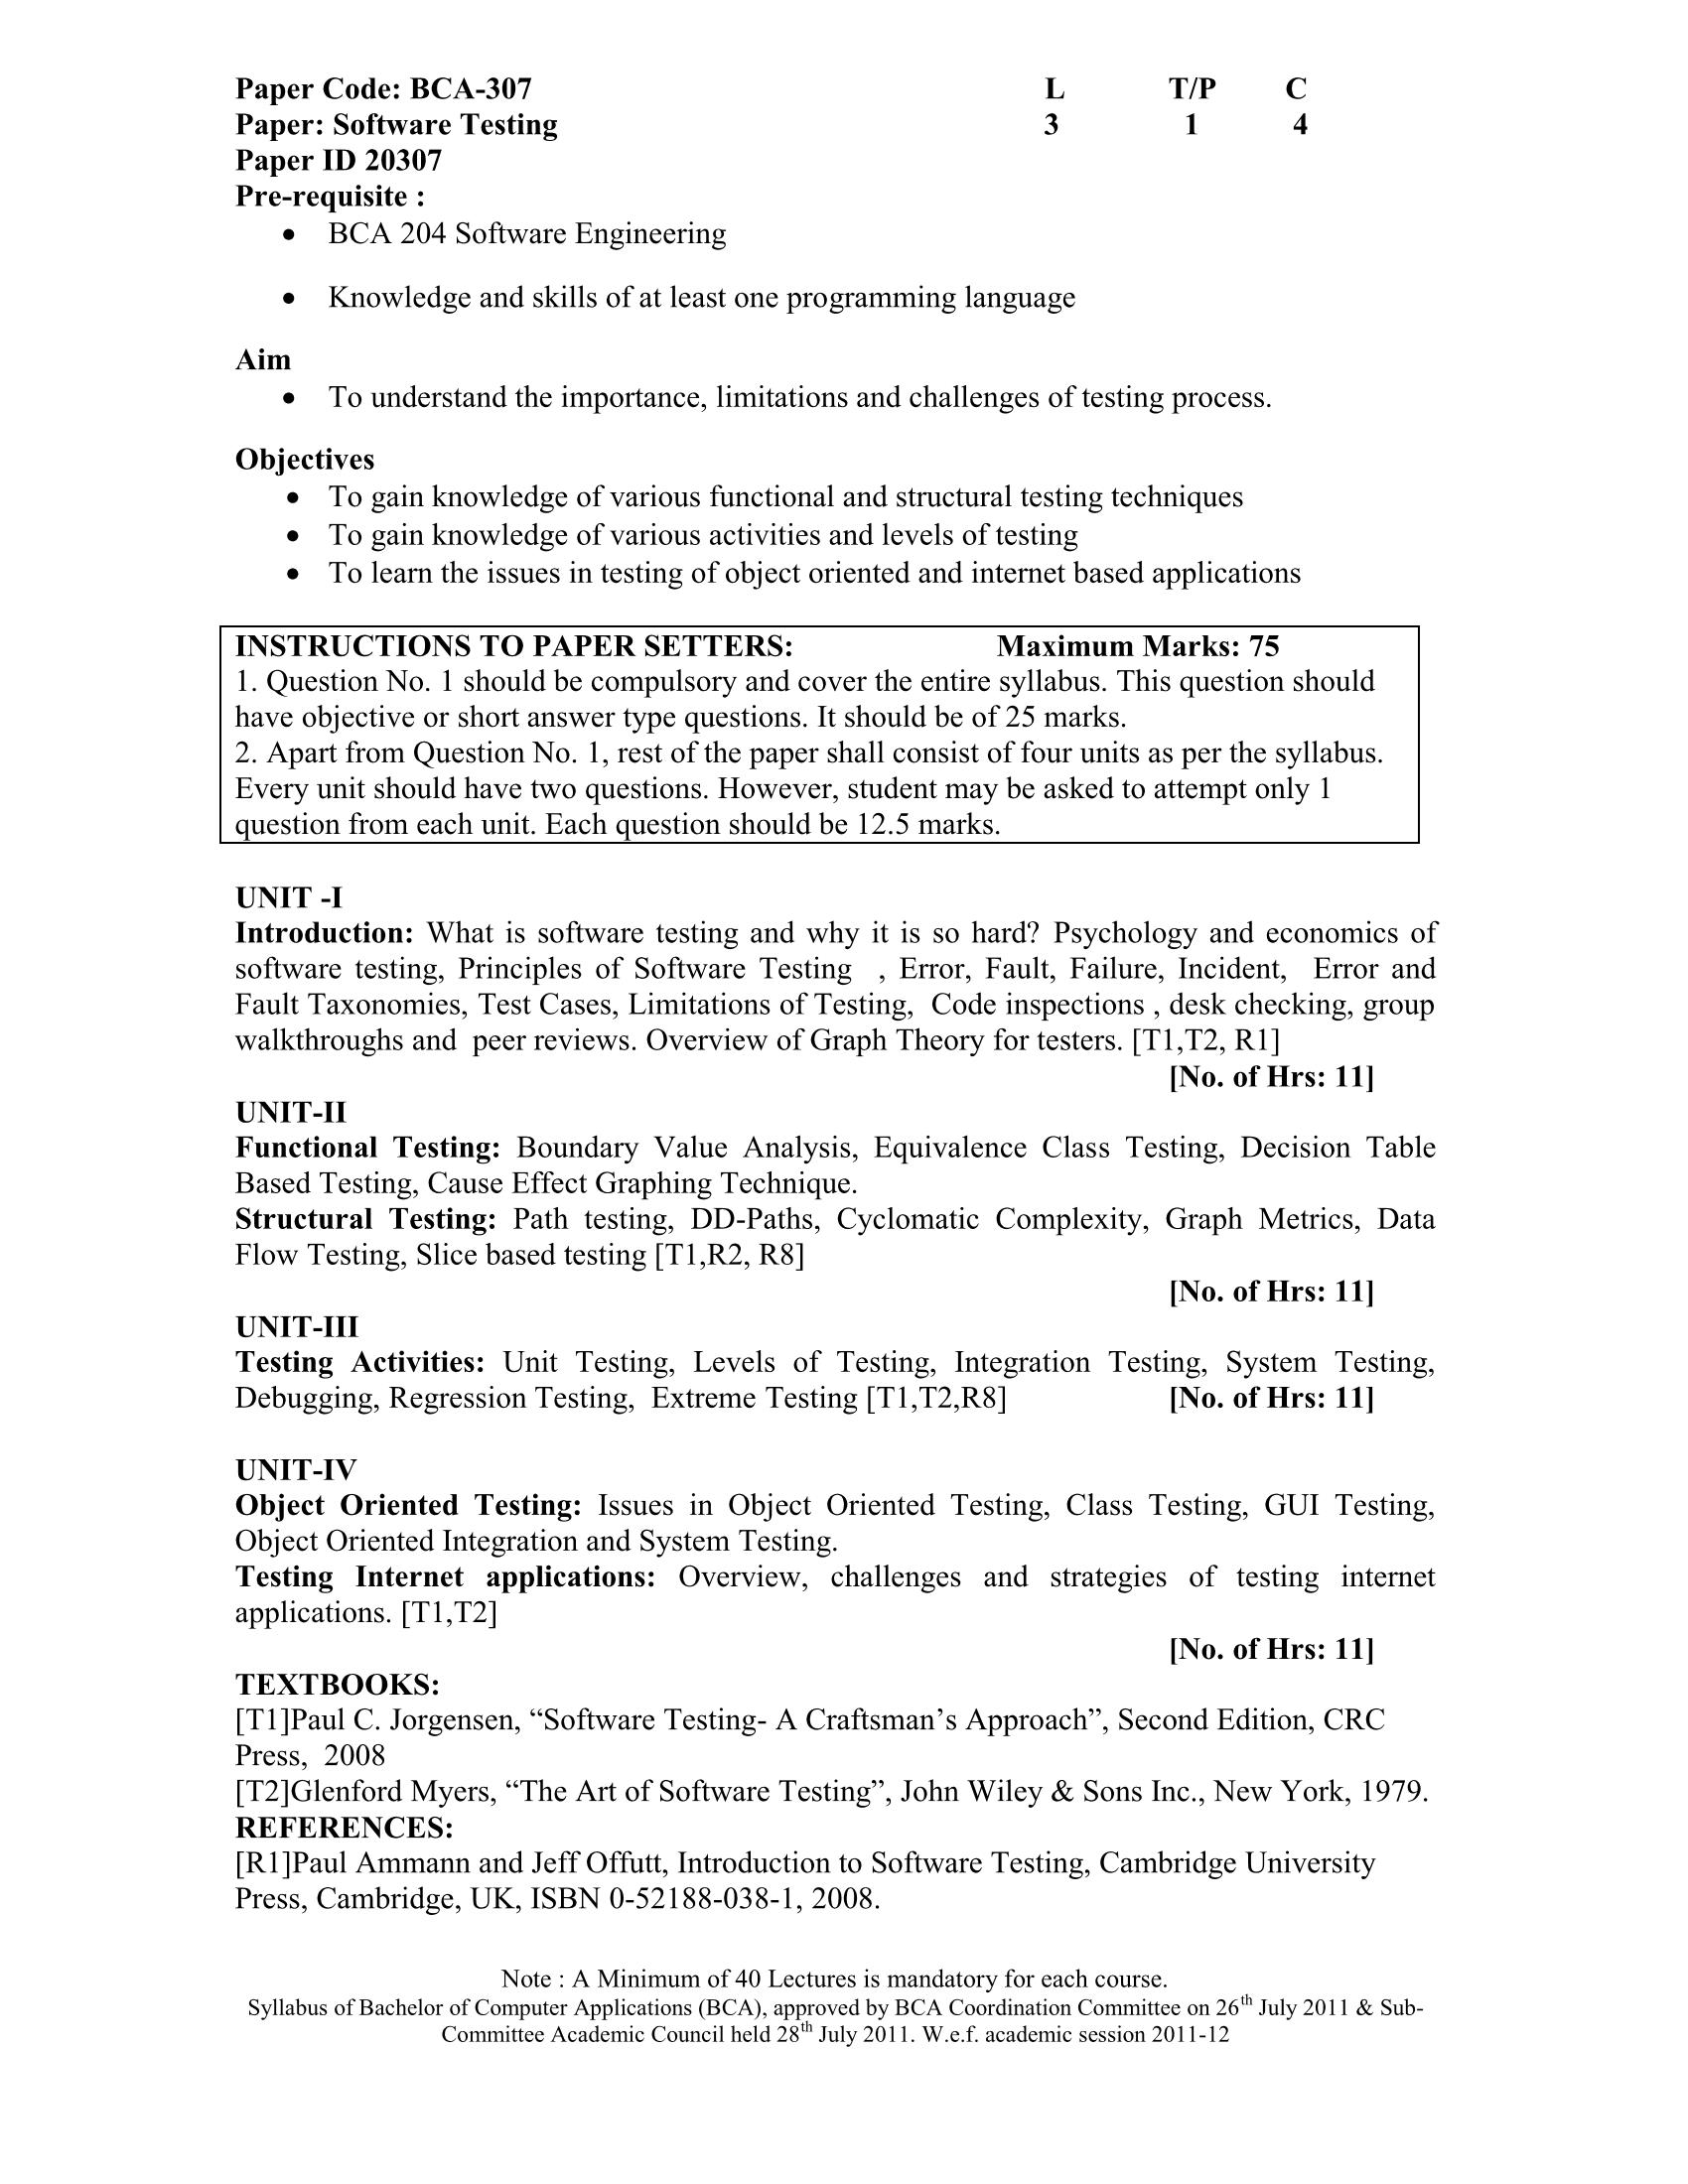 Paper Code: BCA-307 L T/P C
Paper: Software Testing 3 1 4
Paper ID 20307
Pre-requisite :
• BCA 204 Software Engineering
• Knowledge and skills of at least one programming language
Aim
• To understand the importance, limitations and challenges of testing process.
Objectives
• To gain knowledge of various functional and structural testing techniques
• To gain knowledge of various activities and levels of testing
• To learn the issues in testing of object oriented and internet based applications
INSTRUCTIONS TO PAPER SETTERS: Maximum Marks: 75
1. Question No. 1 should be compulsory and cover the entire syllabus. This question should
have objective or short answer type questions. It should be of 25 marks.
2. Apart from Question No. 1, rest of the paper shall consist of four units as per the syllabus.
Every unit should have two questions. However, student may be asked to attempt only 1
question from each unit. Each question should be 12.5 marks.
UNIT -I
Introduction: What is software testing and why it is so hard? Psychology and economics of
software testing, Principles of Software Testing , Error, Fault, Failure, Incident, Error and
Fault Taxonomies, Test Cases, Limitations of Testing, Code inspections , desk checking, group
walkthroughs and peer reviews. Overview of Graph Theory for testers. [T1,T2, R1]
[No. of Hrs: 11]
UNIT-II
Functional Testing: Boundary Value Analysis, Equivalence Class Testing, Decision Table
Based Testing, Cause Effect Graphing Technique.
Structural Testing: Path testing, DD-Paths, Cyclomatic Complexity, Graph Metrics, Data
Flow Testing, Slice based testing [T1,R2, R8]
[No. of Hrs: 11]
UNIT-III
Testing Activities: Unit Testing, Levels of Testing, Integration Testing, System Testing,
Debugging, Regression Testing, Extreme Testing [T1,T2,R8] [No. of Hrs: 11]
UNIT-IV
Object Oriented Testing: Issues in Object Oriented Testing, Class Testing, GUI Testing,
Object Oriented Integration and System Testing.
Testing Internet applications: Overview, challenges and strategies of testing internet
applications. [T1,T2]
[No. of Hrs: 11]
TEXTBOOKS:
[T1]Paul C. Jorgensen, “Software Testing- A Craftsman’s Approach”, Second Edition, CRC
Press, 2008
[T2]Glenford Myers, “The Art of Software Testing”, John Wiley & Sons Inc., New York, 1979.
REFERENCES:
[R1]Paul Ammann and Jeff Offutt, Introduction to Software Testing, Cambridge University
Press, Cambridge, UK, ISBN 0-52188-038-1, 2008.
Note : A Minimum of 40 Lectures is mandatory for each course.
Syllabus of Bachelor of Computer Applications (BCA), approved by BCA Coordination Committee on 26th July 2011 & Sub-
Committee Academic Council held 28th July 2011. W.e.f. academic session 2011-12